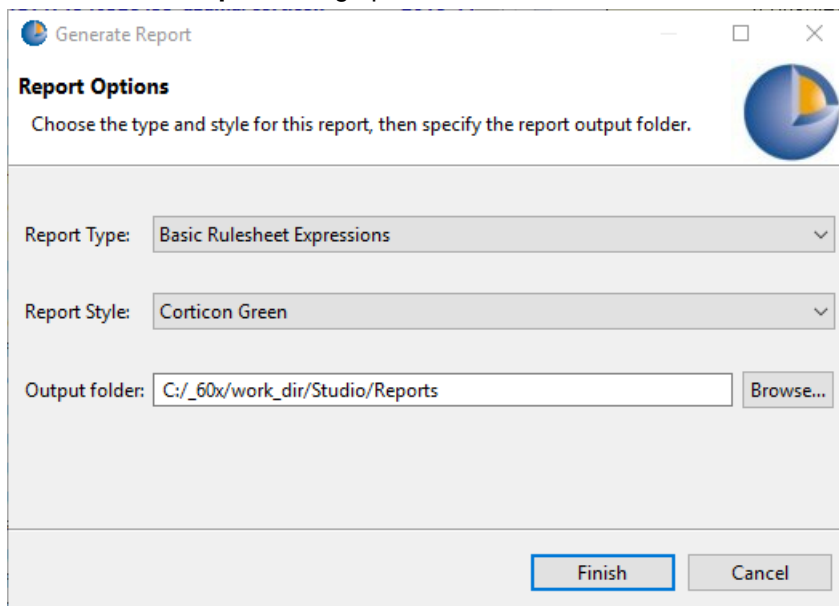 Generate Report
Report Options
Choose the type and style for this report, then specify the report output folder.
Report Type: Basic Rulesheet Expressions
Report Style: Corticon Green
Output folder: C:/_60x/work_dir/Studio/Reports Browse...
Finish Cancel